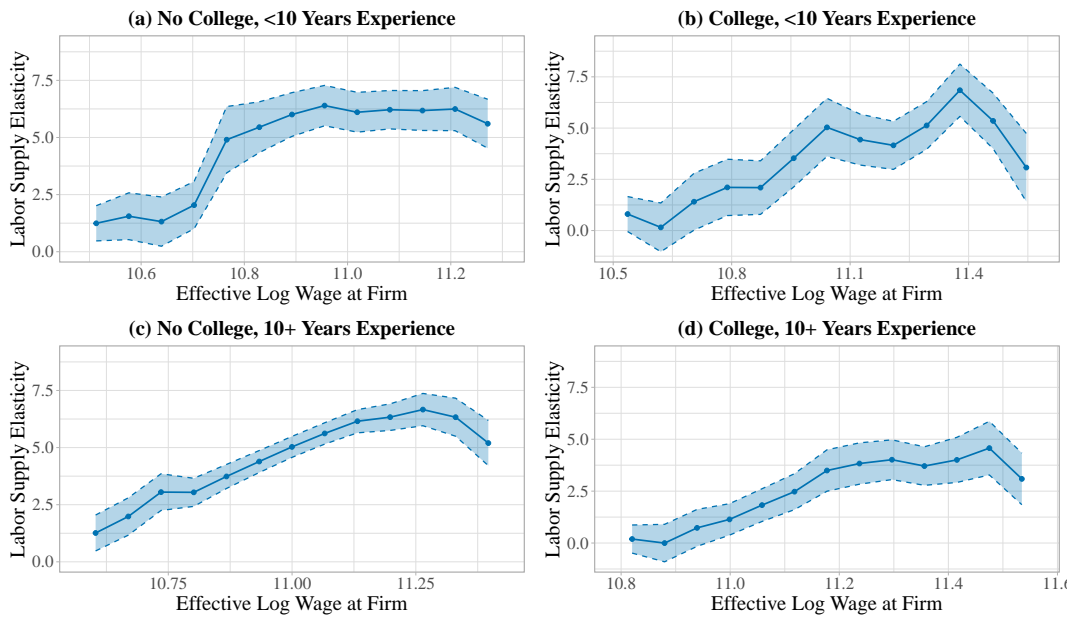 (a) No College, <10 Years Experience
Labor Supply Elasticity
7.5
5.0
2.5
0.0
10.6 10.8 11.0 11.2
Effective Log Wage at Firm
(b) College, <10 Years Experience
Labor Supply Elasticity
7.5
5.0
2.5
0.0
10.5 10.8 11.1 11.4
Effective Log Wage at Firm
(c) No College, 10+ Years Experience
Labor Supply Elasticity
7.5
5.0
2.5
0.0
10.75 11.00 11.25
Effective Log Wage at Firm
(d) College, 10+ Years Experience
Labor Supply Elasticity
7.5
5.0
2.5
0.0
10.8 11.0 11.2 11.4 11.6
Effective Log Wage at Firm